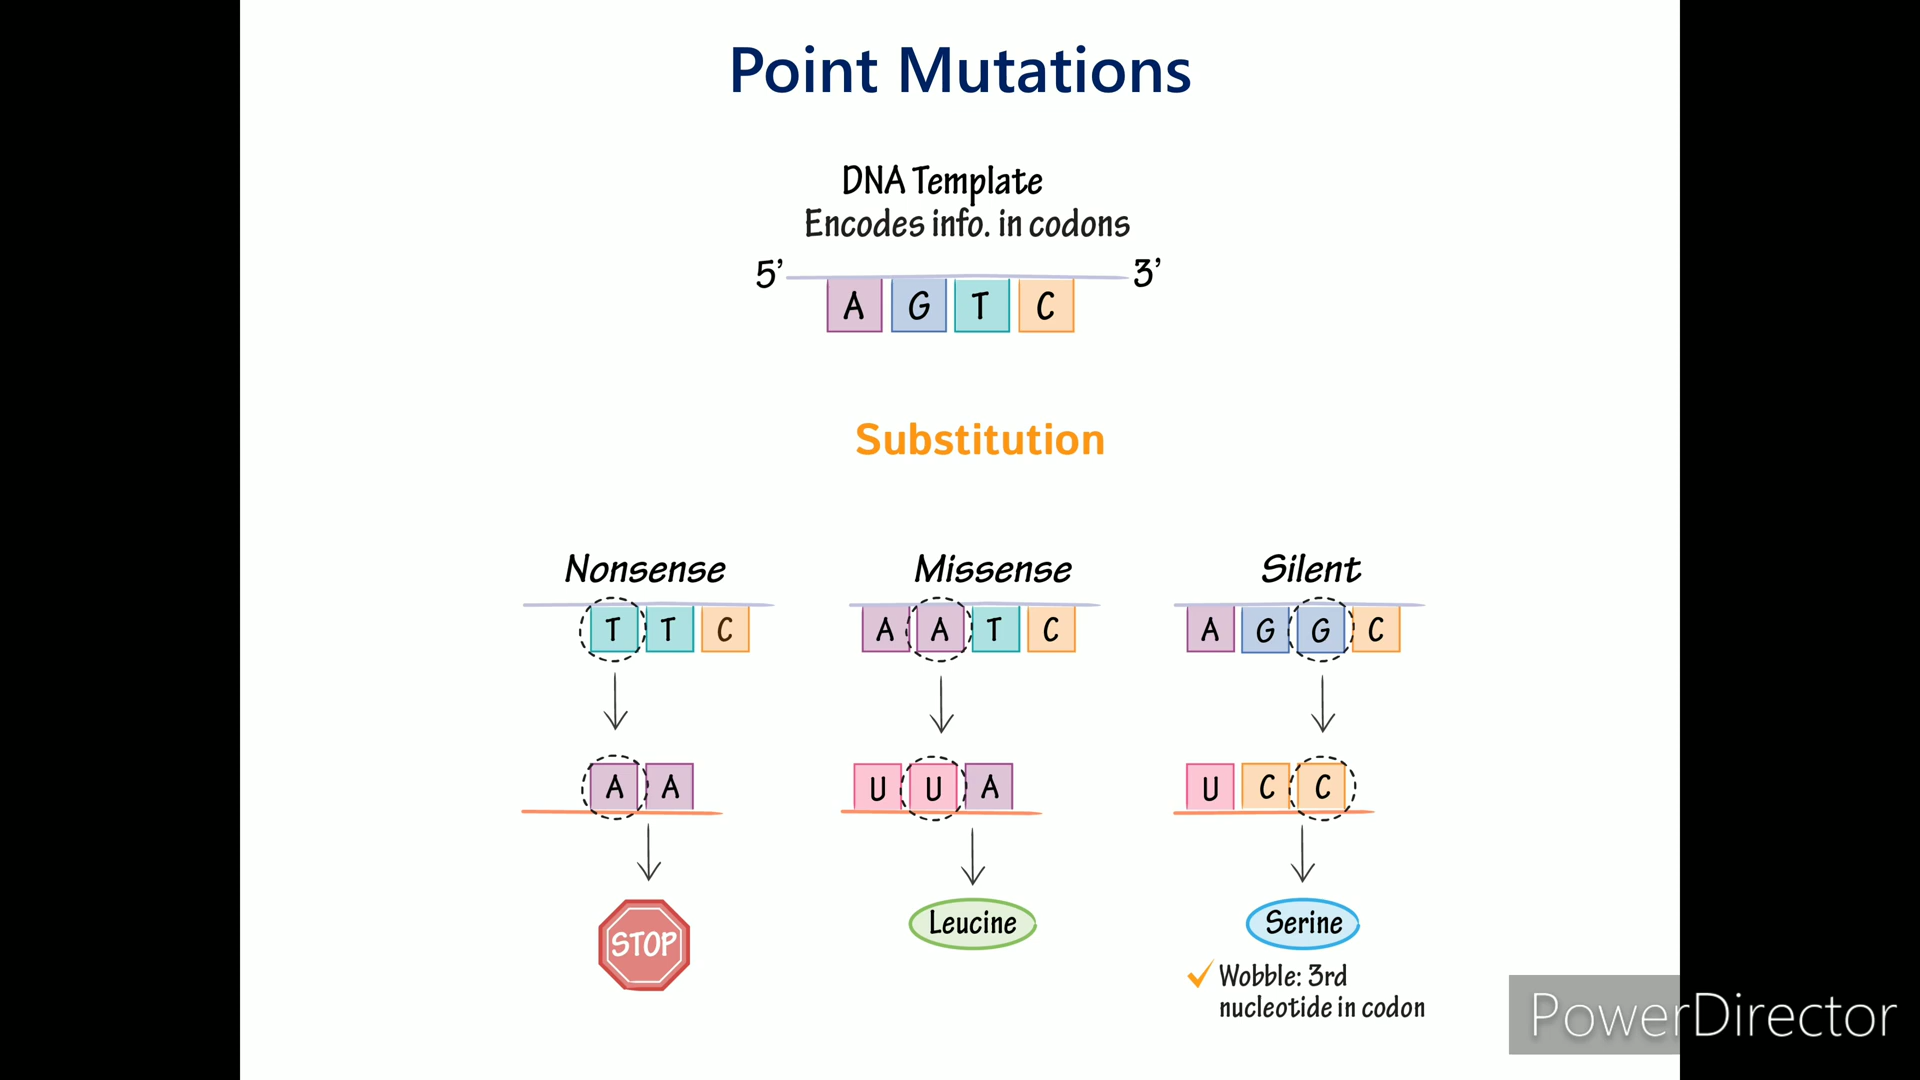 Point Mutations
DNA Template
Encodes info. in codons
5’ 3’
A G T C
Substitution
Nonsense Missense Silent
T T C A A T C A G G C
A A U U A U C C
STOP Leucine Serine
Wobble: 3rd
nucleotide in codon
PowerDirector